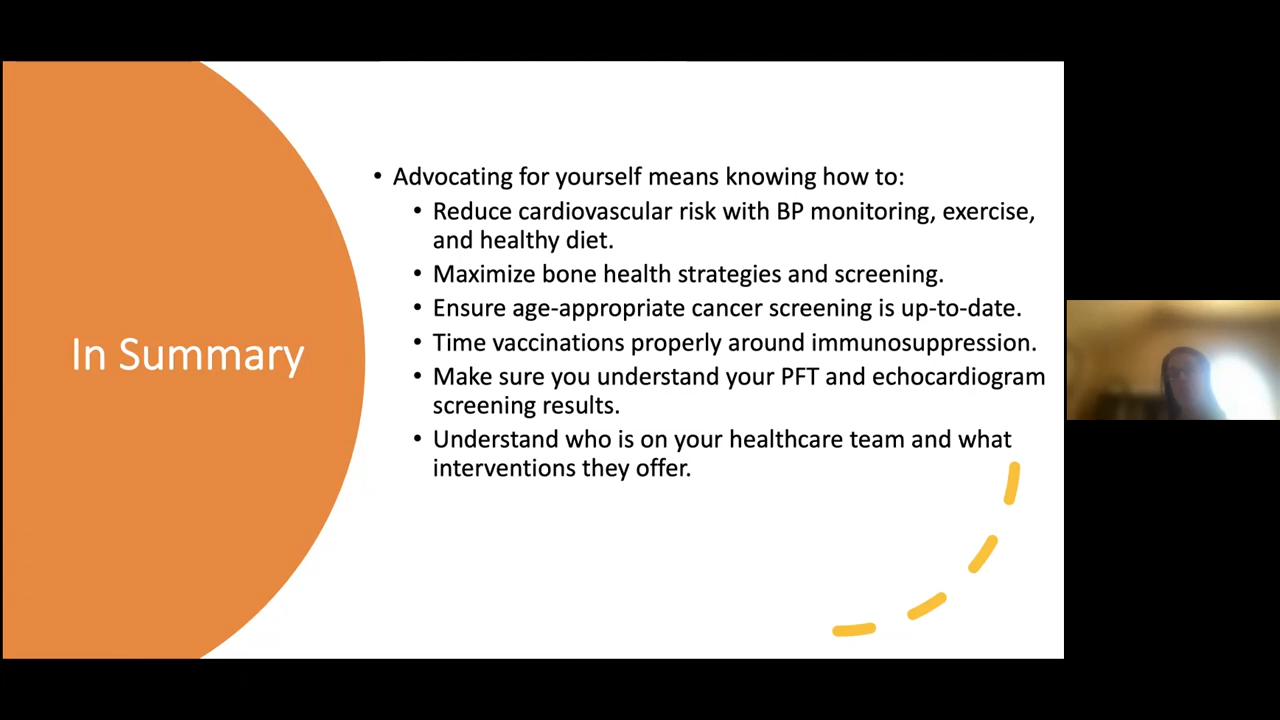 In Summary
• Advocating for yourself means knowing how to:
• Reduce cardiovascular risk with BP monitoring, exercise,
and healthy diet.
• Maximize bone health strategies and screening.
• Ensure age-appropriate cancer screening is up-to-date.
• Time vaccinations properly around immunosuppression.
• Make sure you understand your PFT and echocardiogram
screening results.
• Understand who is on your healthcare team and what
interventions they offer.